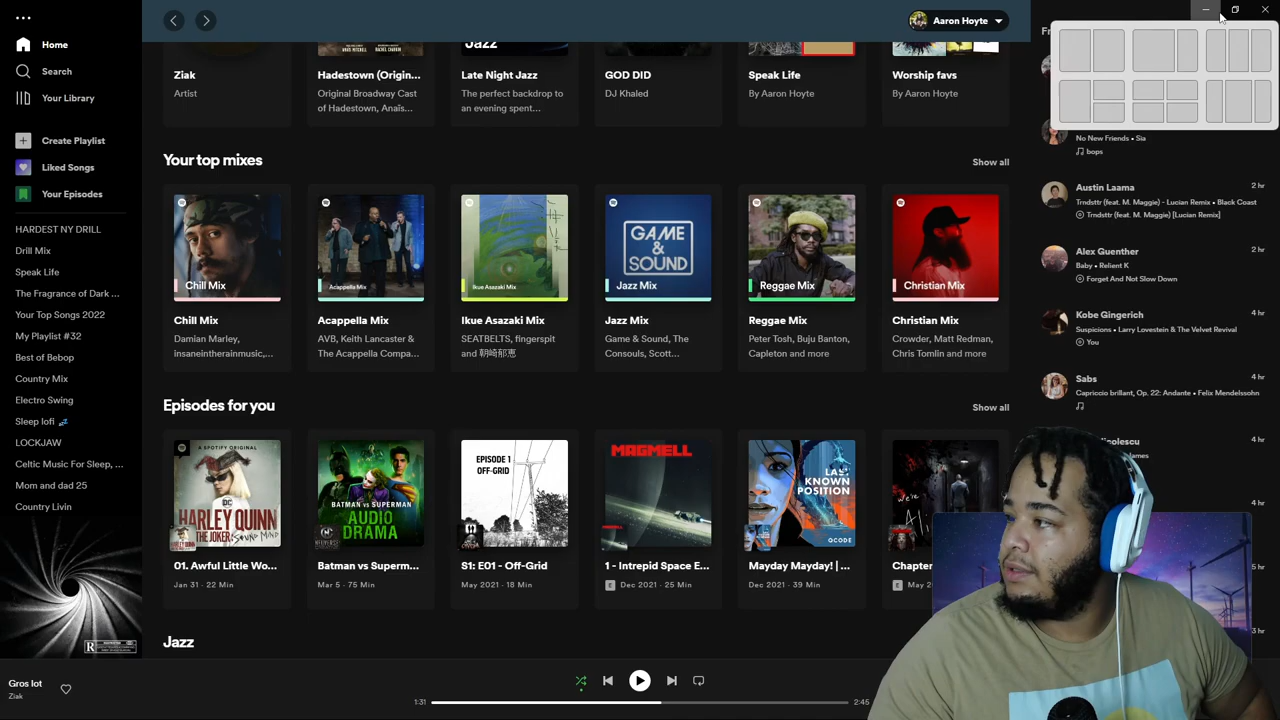 Home
Search
Your Library
Create Playlist
Liked Songs
Your Episodes
HARDEST NY DRILL
Drill Mix
Speak Life
The Fragrance of Dark ...
Your Top Songs 2022
My Playlist #32
Best of Bebop
Country Mix
Electro Swing
Sleep lofi 💤
LOCKJAW
Celtic Music For Sleep, ...
Mom and dad 25
Country Livin
Gros lot
Ziak
Aaron Hoyte
Jazz
Ziak
Artist
Hadestown (Origin...
Original Broadway Cast
of Hadestown, Anaïs...
Late Night Jazz
The perfect backdrop to
an evening spent...
GOD DID
DJ Khaled
Speak Life
By Aaron Hoyte
Worship favs
By Aaron Hoyte
Your top mixes
Show all
Chill Mix
Acappella Mix
Ikue Asazaki Mix
GAME
& SOUND
Jazz Mix
Reggae Mix
Christian Mix
Chill Mix
Damian Marley,
insaneintherainmusic,...
Acappella Mix
AVB, Keith Lancaster &
The Acappella Compa...
Ikue Asazaki Mix
SEATBELTS, fingerspit
and 朝崎郁恵
Jazz Mix
Game & Sound, The
Consouls, Scott...
Reggae Mix
Peter Tosh, Buju Banton,
Capleton and more
Christian Mix
Crowder, Matt Redman,
Chris Tomlin and more
Episodes for you
Show all
A SPOTIFY ORIGINAL
DC
HARLEY QUINN
THE JOKER: SOUND MIND
BATMAN vs SUPERMAN
AUDIO
DRAMA
EPISODE 1
OFF-GRID
MAGMELL
LAST
KNOWN
POSITION
QCODE
we're
01. Awful Little Wo...
Jan 31 • 22 Min
Batman vs Superm...
Mar 5 • 75 Min
S1: E01 - Off-Grid
May 2021 • 18 Min
1 - Intrepid Space E...
E Dec 2021 • 25 Min
Mayday Mayday! | ...
Dec 2021 • 39 Min
Chapter
E May 2
Jazz
1:31
2:45
No New Friends • Sia
bops
Austin Laama
2 hr
Trndsttr (feat. M. Maggie) - Lucian Remix • Black Coast
Trndsttr (feat. M. Maggie) [Lucian Remix]
Alex Guenther
2 hr
Baby • Relient K
Forget And Not Slow Down
Kobe Gingerich
4 hr
Suspicions • Larry Lovestein & The Velvet Revival
You
Sabs
4 hr
Capriccio brillant, Op. 22: Andante • Felix Mendelssohn
4 hr
4 hr
5 hr